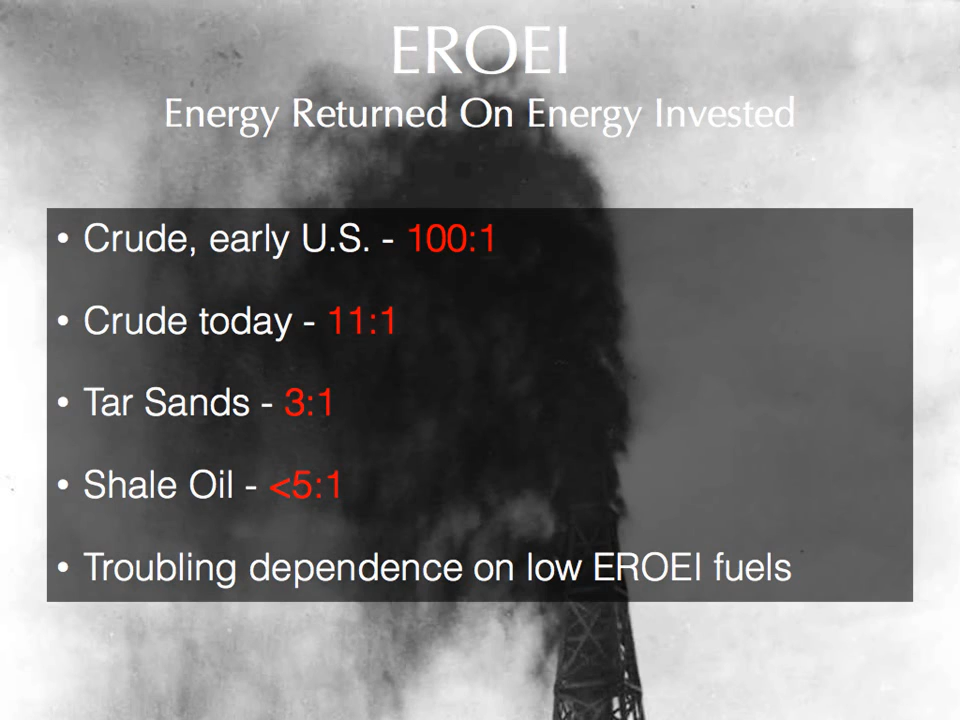 EROEI
Energy Returned On Energy Invested
• Crude, early U.S. - 100:1
• Crude today - 11:1
• Tar Sands - 3:1
• Shale Oil - <5:1
• Troubling dependence on low EROEI fuels